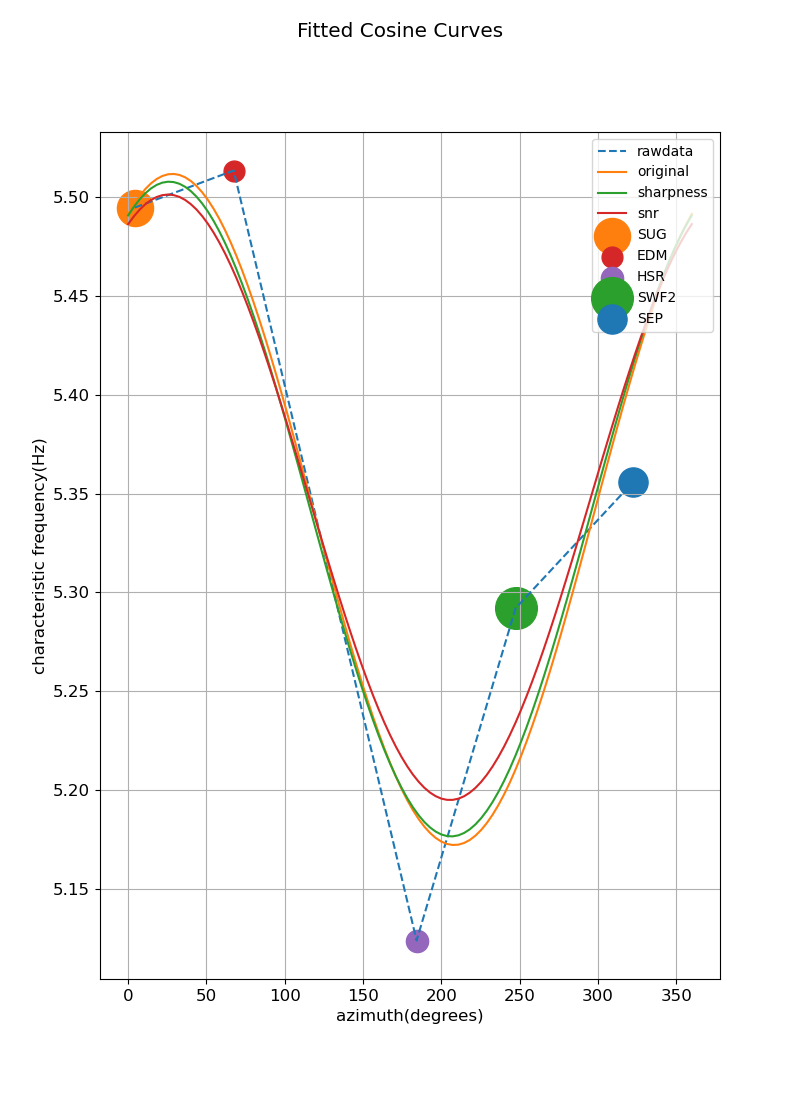 Fitted Cosine Curves
rawdata
original
sharpness
snr
SUG
EDM
HSR
SWF2
SEP
5.50
5.45
5.40
5.35
5.30
5.25
5.20
5.15
characteristic frequency(Hz)
0 50 100 150 200 250 300 350
azimuth(degrees)